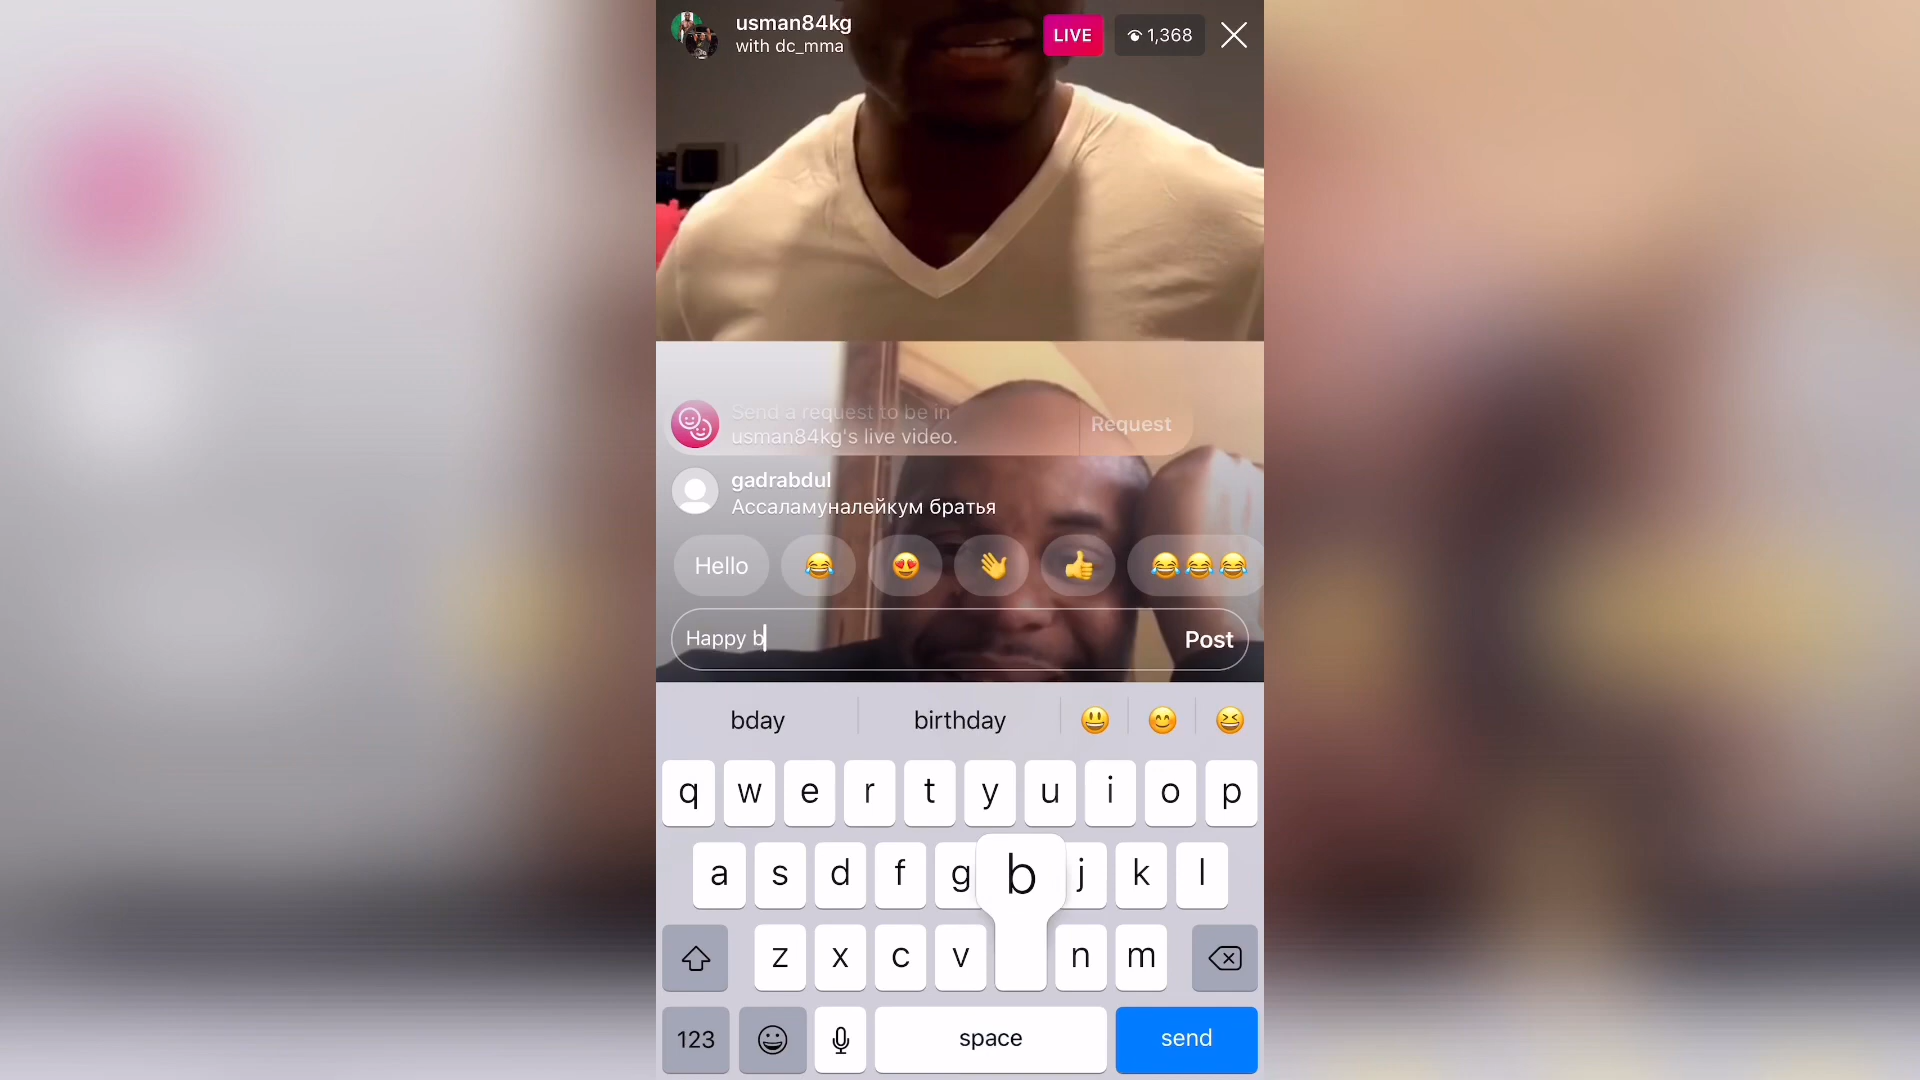 usman84kg
with dc_mma
LIVE
1,368
Send a request to be in
usman84kg's live video.
Request
gadrabdul
Ассаламуналейкум братья
Hello
Happy b
Post
bday
birthday
q w e r t y u i o p
a s d f g b j k l
z x c v n m
123
space
send